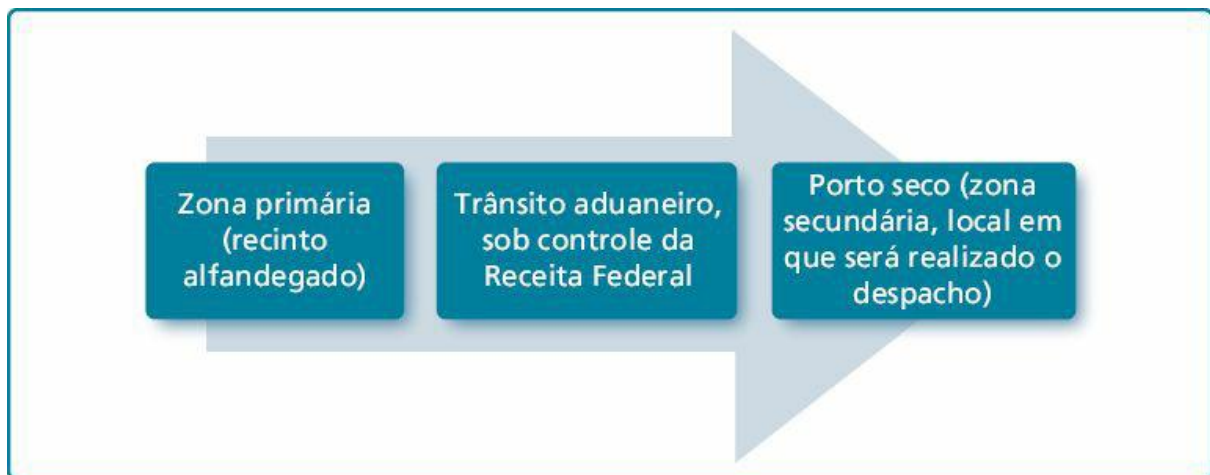 Zona primária
(recinto
alfandegado)
Trânsito aduaneiro,
sob controle da
Receita Federal
Porto seco (zona
secundária, local em
que será realizado o
despacho)